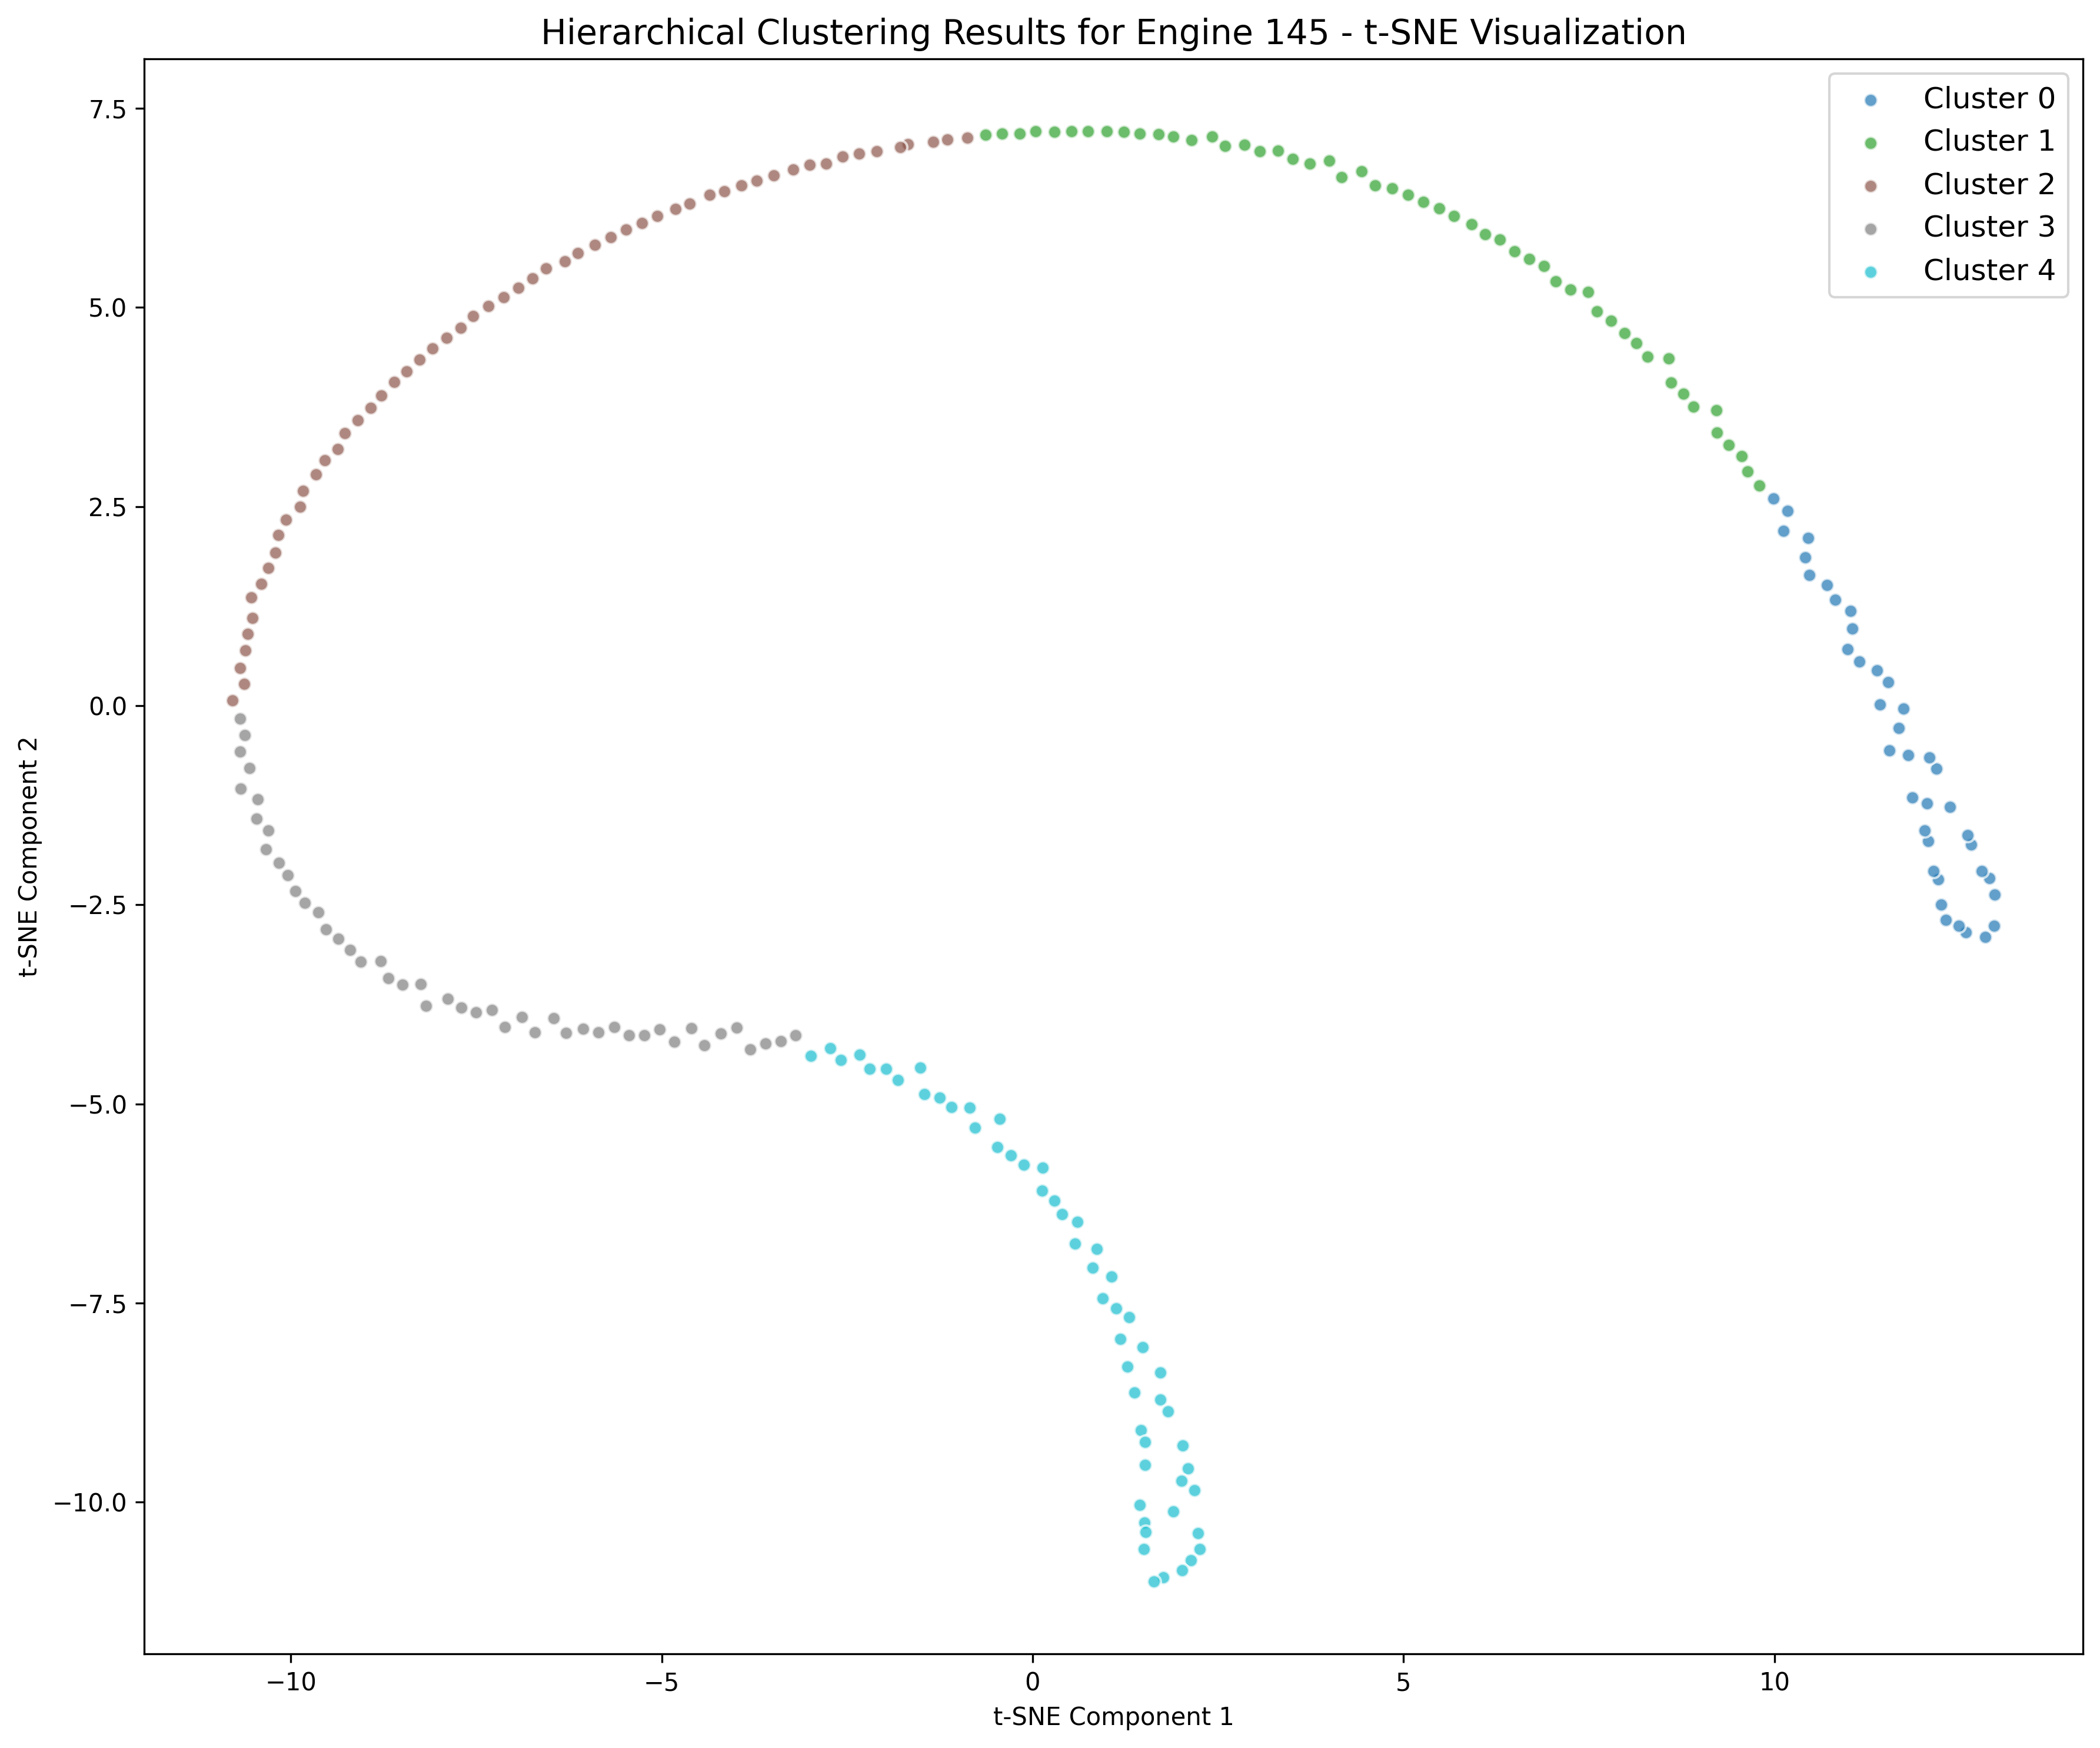 Hierarchical Clustering Results for Engine 145 - t-SNE Visualization
Cluster 0
Cluster 1
Cluster 2
Cluster 3
Cluster 4
7.5
5.0
2.5
0.0
−2.5
−5.0
−7.5
−10.0
t-SNE Component 2
−10
−5
0
5
10
t-SNE Component 1